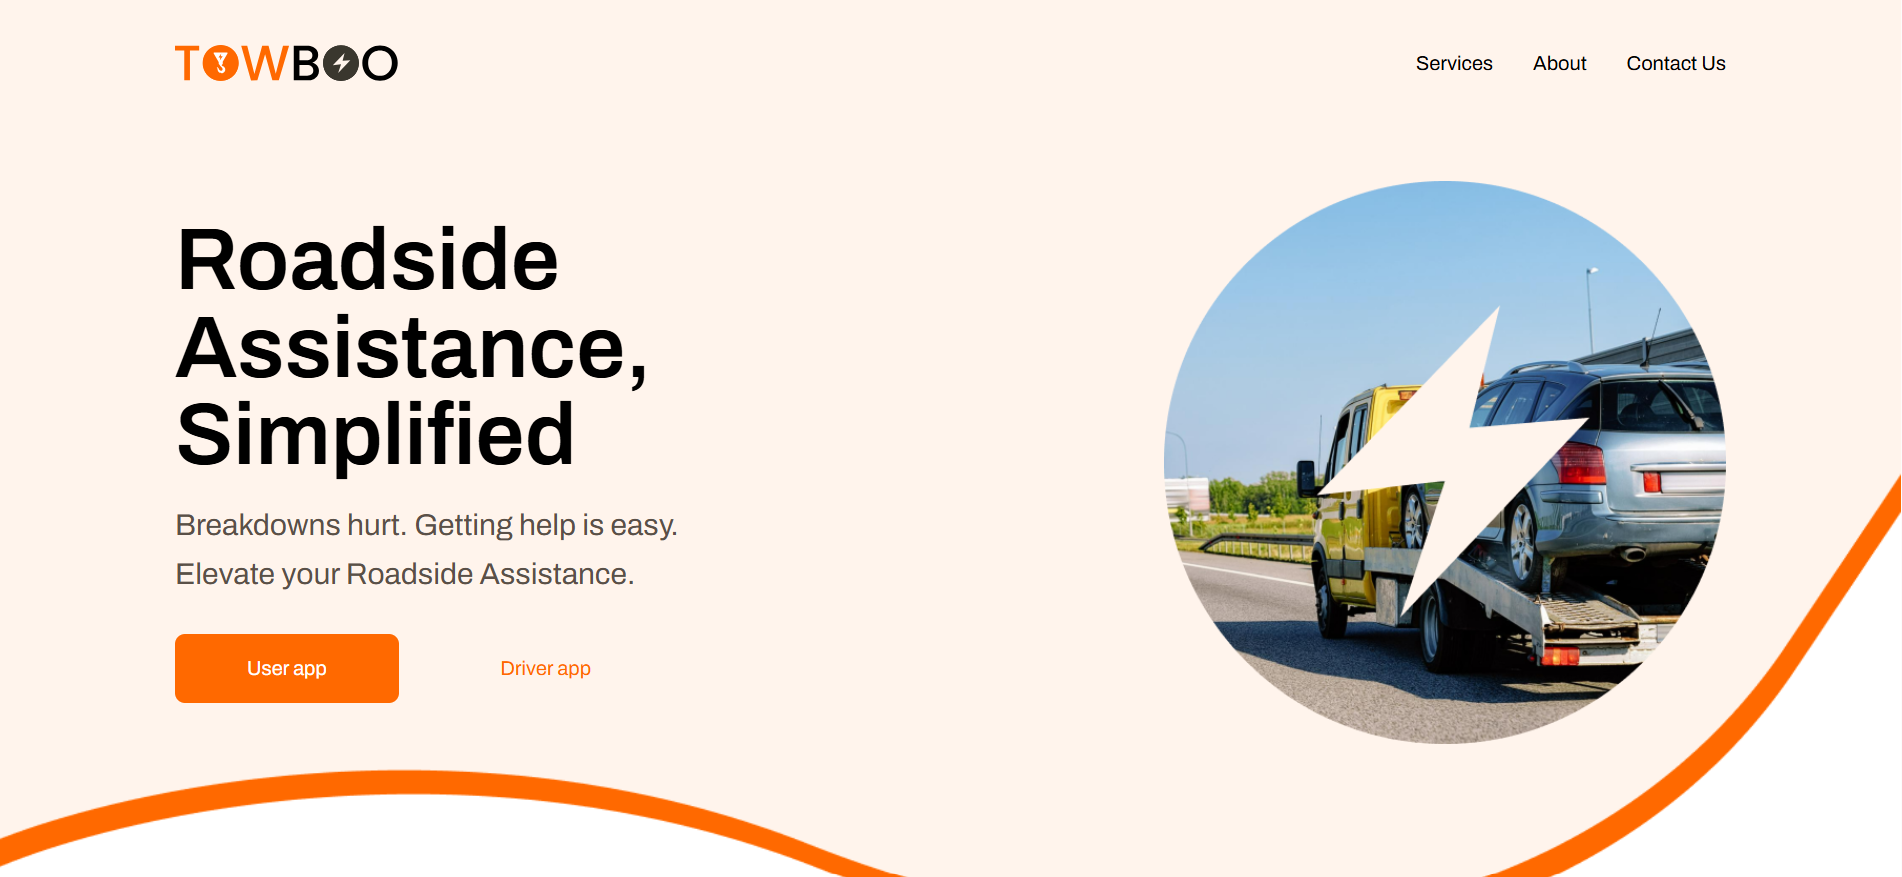 TOWBOO
Services
About
Contact Us
Roadside
Assistance,
Simplified
Breakdowns hurt. Getting help is easy.
Elevate your Roadside Assistance.
User app
Driver app